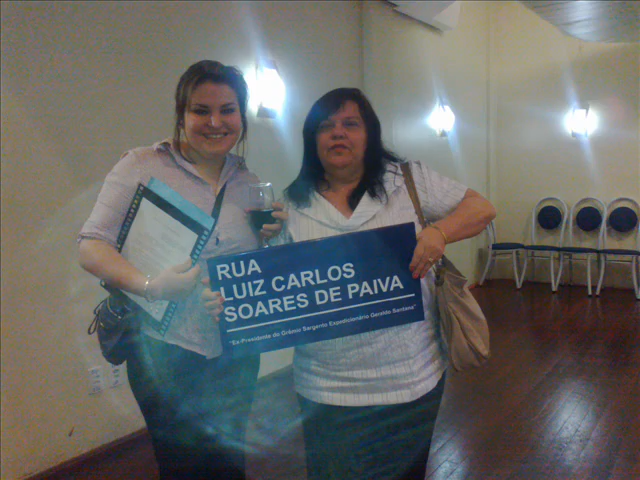 RUA
LUIZ CARLOS
SOARES DE PAIVA
"Ex-Presidente do Grêmio Sargento Expedicionário Geraldo Santana"